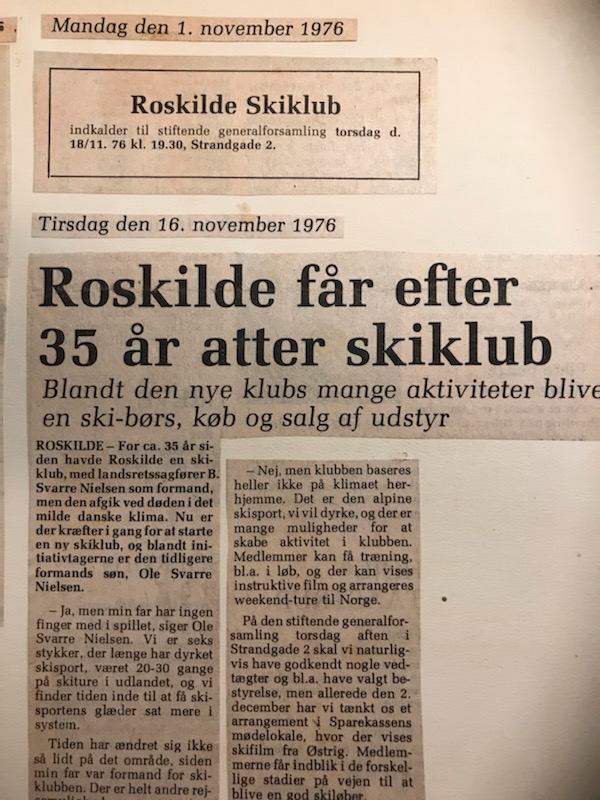 Mandag den 1. november 1976
Roskilde Skiklub
indkalder til stiftende generalforsamling torsdag d.
18/11. 76 kl. 19.30, Strandgade 2.
Tirsdag den 16. november 1976
Roskilde får efter
35 år atter skiklub
Blandt den nye klubs mange aktiviteter blive
en ski-børs, køb og salg af udstyr
ROSKILDE – For ca. 35 år si-
den havde Roskilde en ski-
klub, med landsretssagfører B.
Svarre Nielsen som formand,
men den afgik ved døden i det
milde danske klima. Nu er
der kræfter i gang for at starte
en ny skiklub, og blandt ini-
tiativtagerne er den tidligere
formands søn, Ole Svarre
Nielsen.
– Ja, men min far har ingen
finger med i spillet, siger Ole
Svarre Nielsen. Vi er seks
stykker, der længe har dyrket
skisport, været 20-30 gange
på skiture i udlandet, og vi
finder tiden inde til at få ski-
sportens glæder sat mere i
system.
Tiden har ændret sig ikke
så lidt på det område, siden
min far var formand for ski-
klubben. Der er helt andre rej-
– Nej, men klubben baseres
heller ikke på klimaet her-
hjemme. Det er den alpine
skisport, vi vil dyrke, og der er
mange muligheder for at
skabe aktivitet i klubben.
Medlemmer kan få træning,
bl.a. i løb, og der kan vises
instruktive film og arrangeres
weekend-ture til Norge.
På den stiftende generalfor-
samling torsdag aften i
Strandgade 2 skal vi naturlig-
vis have godkendt nogle ved-
tægter og bl.a. have valgt be-
styrelse, men allerede den 2.
december har vi tænkt os et
arrangement i Sparekassens
mødelokale, hvor der vises
skifilm fra Østrig. Medlem-
merne får indblik i de forskel-
lige stadier på vejen til at
blive en god skiløber.